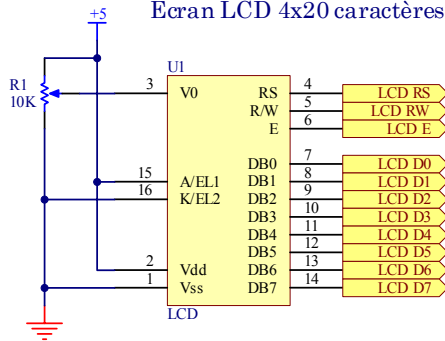 Ecran LCD 4x20 caractères
+5
U1
R1
10K
3 V0 RS 4 LCD RS
R/W 5 LCD RW
E 6 LCD E
DB0 7 LCD D0
15 A/EL1 DB1 8 LCD D1
16 K/EL2 DB2 9 LCD D2
DB3 10 LCD D3
DB4 11 LCD D4
DB5 12 LCD D5
2 Vdd DB6 13 LCD D6
1 Vss DB7 14 LCD D7
LCD